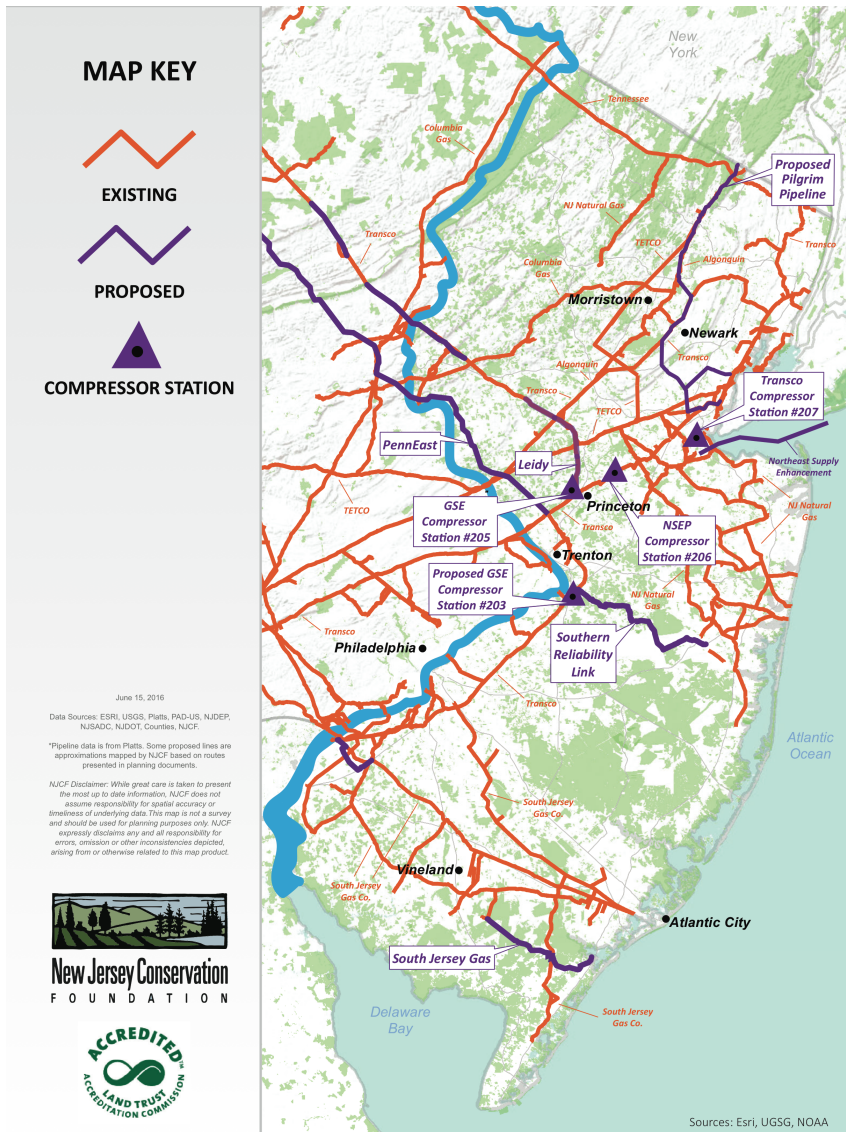 MAP KEY
EXISTING
PROPOSED
COMPRESSOR STATION
June 15, 2016
Data Sources: ESRI, USGS, Platts, PAD-US, NJDEP,
NJSADC, NJDOT, Counties, NJCF.
*Pipeline data is from Platts. Some proposed lines are
approximations mapped by NJCF based on routes
presented in planning documents.
NJCF Disclaimer: While great care is taken to present
the most up to date information, NJCF does not
assume responsibility for spatial accuracy or
timeliness of underlying data.This map is not a survey
and should be used for planning purposes only. NJCF
expressly disclaims any and all responsibility for
errors, omission or other inconsistencies depicted,
arising from or otherwise related to this map product.
New Jersey Conservation
FOUNDATION
ACCREDITED™
LAND TRUST
ACCREDITATION COMMISSION
New
York
Tennessee
Columbia
Gas
Proposed
Pilgrim
Pipeline
NJ Natural Gas
Transco
TETCO
Transco
Algonquin
Columbia
Gas
Morristown
Newark
Transco
Algonquin
Transco
Transco
Compressor
Station #207
TETCO
PennEast
Leidy
Northeast Supply
Enhancement
TETCO
GSE
Compressor
Station #205
Princeton
NJ Natural
Gas
Transco
NSEP
Compressor
Station #206
Trenton
Proposed GSE
Compressor
Station #203
NJ Natural
Gas
Transco
Philadelphia
Southern
Reliability
Link
Transco
Atlantic
Ocean
South Jersey
Gas Co.
Vineland
South Jersey
Gas Co.
Atlantic City
South Jersey Gas
Delaware
Bay
South Jersey
Gas Co.
Sources: Esri, UGSG, NOAA